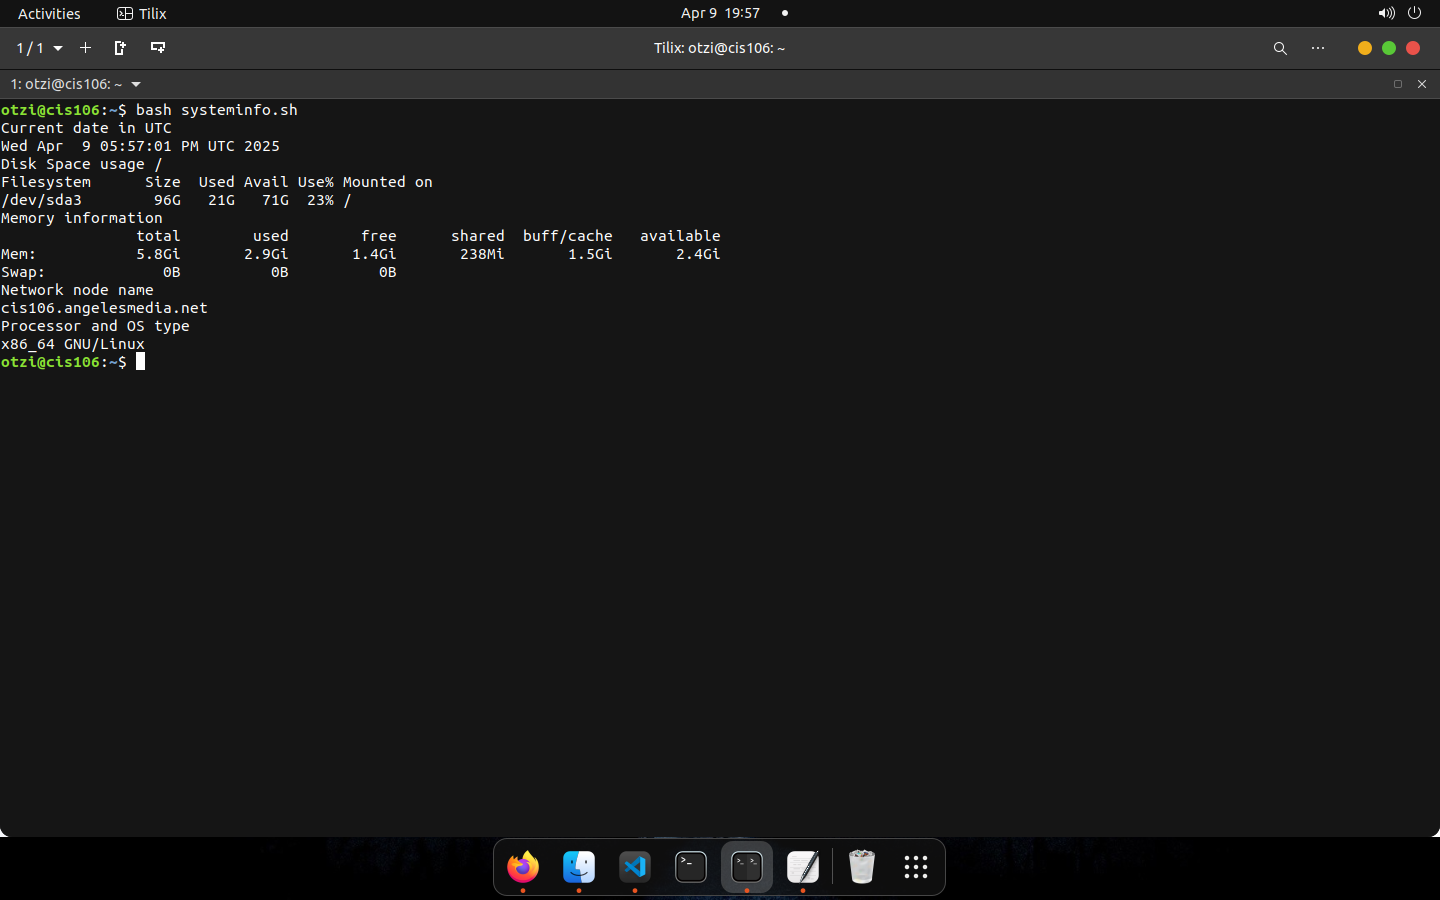 Activities Tilix Apr 9 19:57
1 / 1 Tilix: otzi@cis106: ~
1: otzi@cis106: ~
otzi@cis106:~$ bash systeminfo.sh
Current date in UTC
Wed Apr  9 05:57:01 PM UTC 2025
Disk Space usage /
Filesystem      Size  Used Avail Use% Mounted on
/dev/sda3        96G   21G   71G  23% /
Memory information
               total        used        free      shared  buff/cache   available
Mem:           5.8Gi       2.9Gi       1.4Gi       238Mi       1.5Gi       2.4Gi
Swap:             0B          0B          0B
Network node name
cis106.angelesmedia.net
Processor and OS type
x86_64 GNU/Linux
otzi@cis106:~$